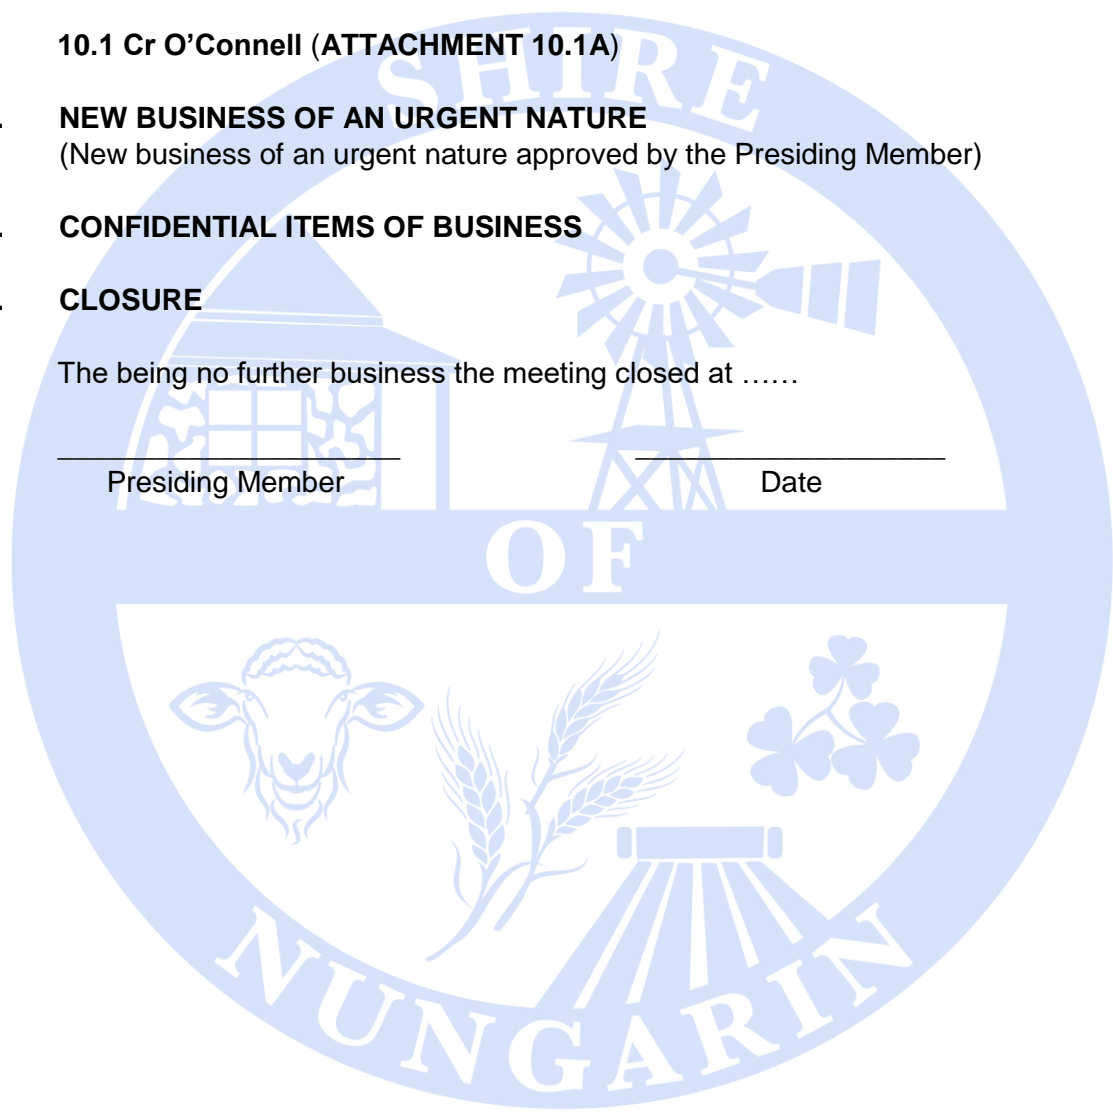 10.1 Cr O’Connell (ATTACHMENT 10.1A)
. NEW BUSINESS OF AN URGENT NATURE
(New business of an urgent nature approved by the Presiding Member)
. CONFIDENTIAL ITEMS OF BUSINESS
. CLOSURE
The being no further business the meeting closed at ……
_____________________ ___________________
Presiding Member Date
SHIRE
OF
NUNGARIN